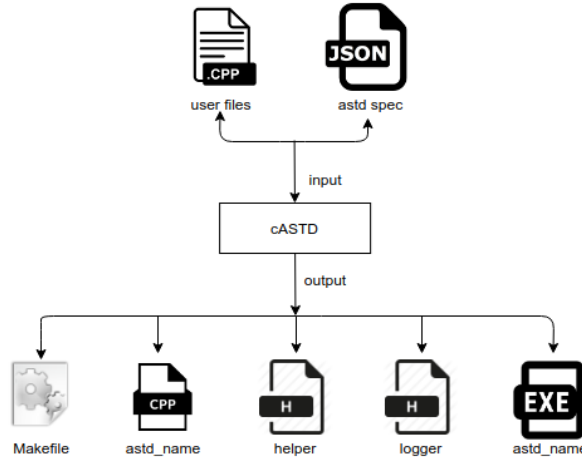 .CPP
JSON
user files
astd spec
input
cASTD
output
CPP
H
H
EXE
Makefile
astd_name
helper
logger
astd_name